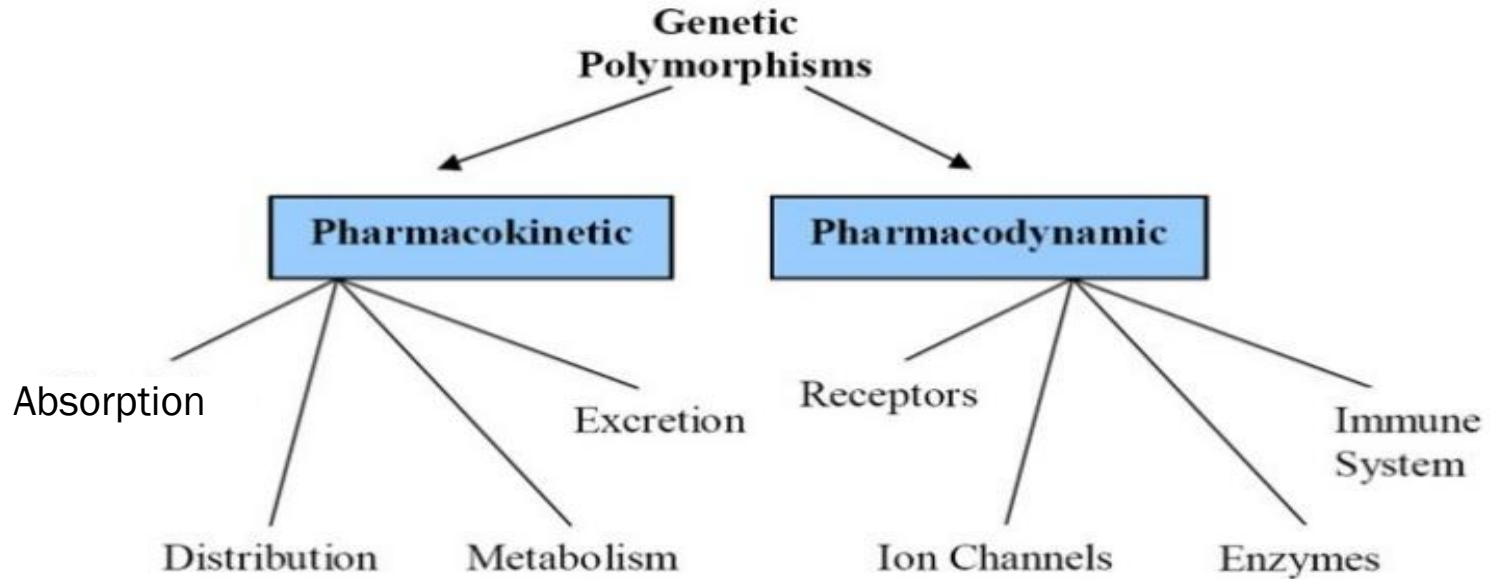 Genetic
Polymorphisms
Pharmacokinetic
Pharmacodynamic
Absorption
Distribution
Metabolism
Excretion
Receptors
Ion Channels
Enzymes
Immune
System